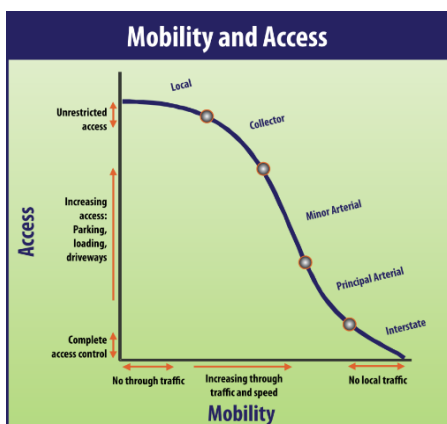 Mobility and Access
Local
Unrestricted
access
Collector
Increasing
access:
Parking,
loading,
driveways
Access
Minor Arterial
Principal Arterial
Interstate
Complete
access control
No through traffic
Increasing through
traffic and speed
No local traffic
Mobility